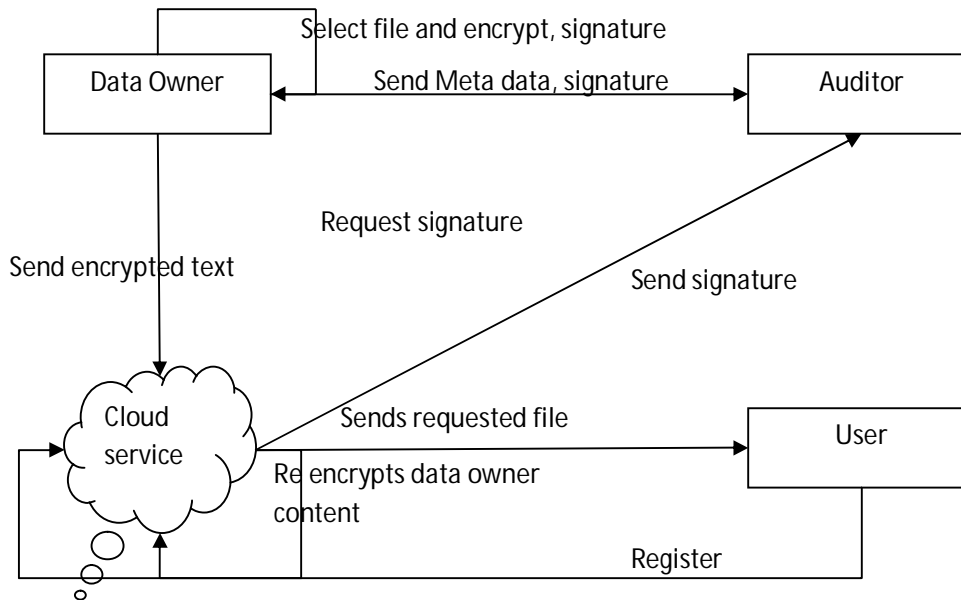 Select file and encrypt, signature
Data Owner
Send Meta data, signature
Auditor
Request signature
Send encrypted text
Send signature
Cloud
service
Sends requested file
User
Re encrypts data owner
content
Register